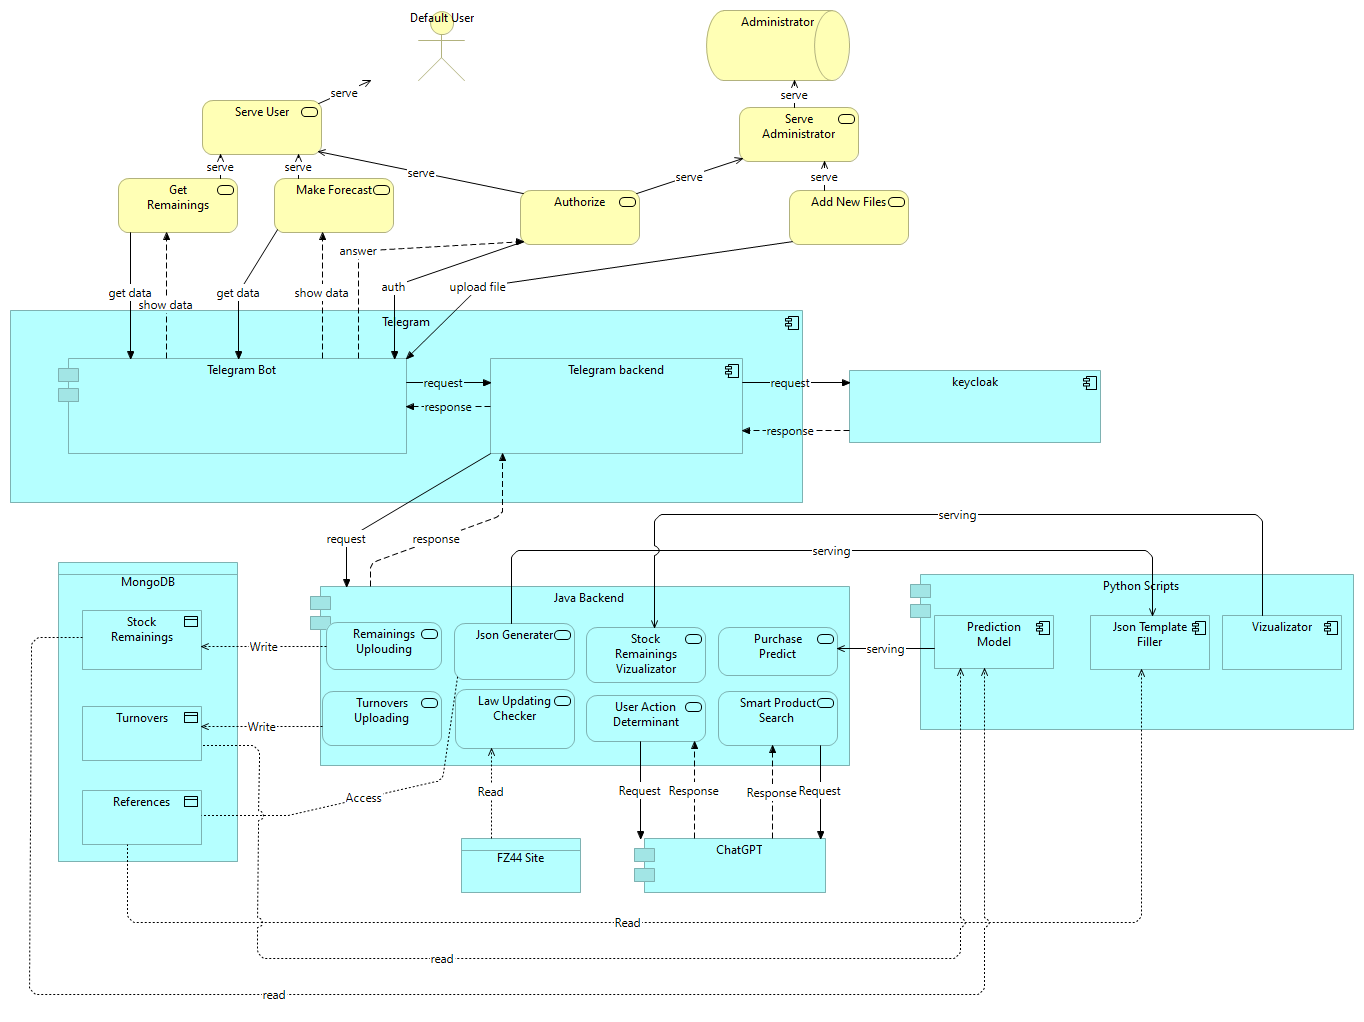 Default User
Administrator
serve
serve
Serve User
Serve
Administrator
serve
serve
serve
serve
serve
Get
Remainings
Make Forecast
Authorize
Add New Files
answer
get data
show data
get data
show data
auth
upload file
Telegram
Telegram Bot
Telegram backend
keycloak
request
response
request
response
request
response
serving
serving
MongoDB
Stock
Remainings
Turnovers
References
Write
Write
Access
Java Backend
Remainings
Uplouding
Json Generater
Stock
Remainings
Vizualizator
Purchase
Predict
Turnovers
Uploading
Law Updating
Checker
User Action
Determinant
Smart Product
Search
serving
Python Scripts
Prediction
Model
Json Template
Filler
Vizualizator
Read
Request
Response
Response
Request
FZ44 Site
ChatGPT
Read
read
read